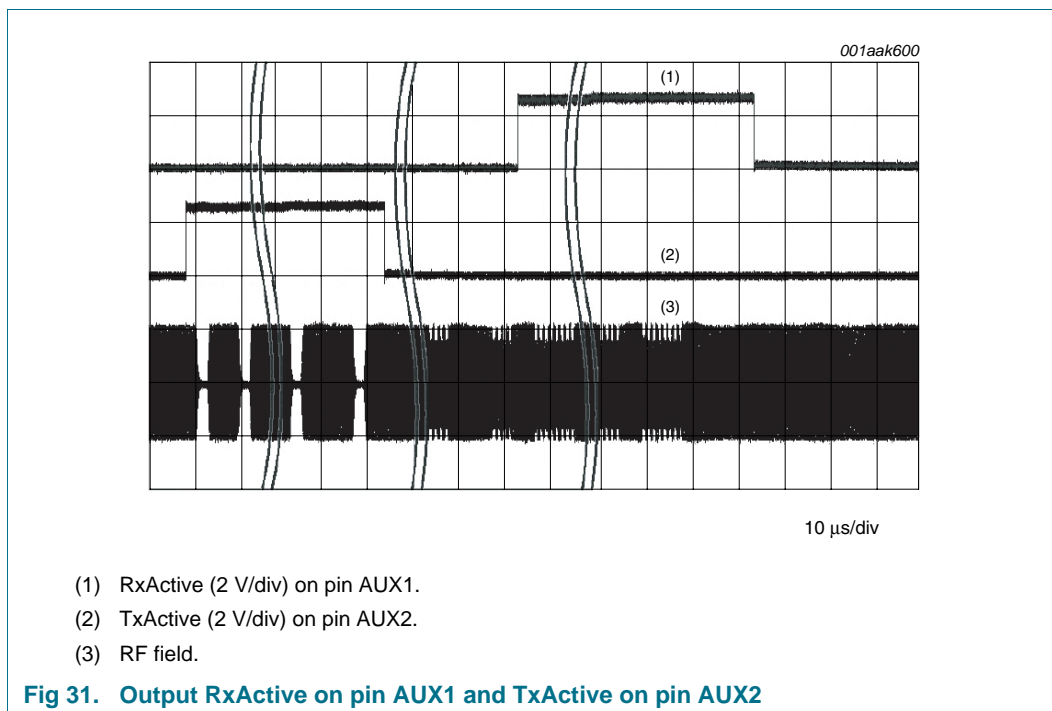 001aak600
(1)
(2)
(3)
10 μs/div
(1) RxActive (2 V/div) on pin AUX1.
(2) TxActive (2 V/div) on pin AUX2.
(3) RF field.
Fig 31. Output RxActive on pin AUX1 and TxActive on pin AUX2